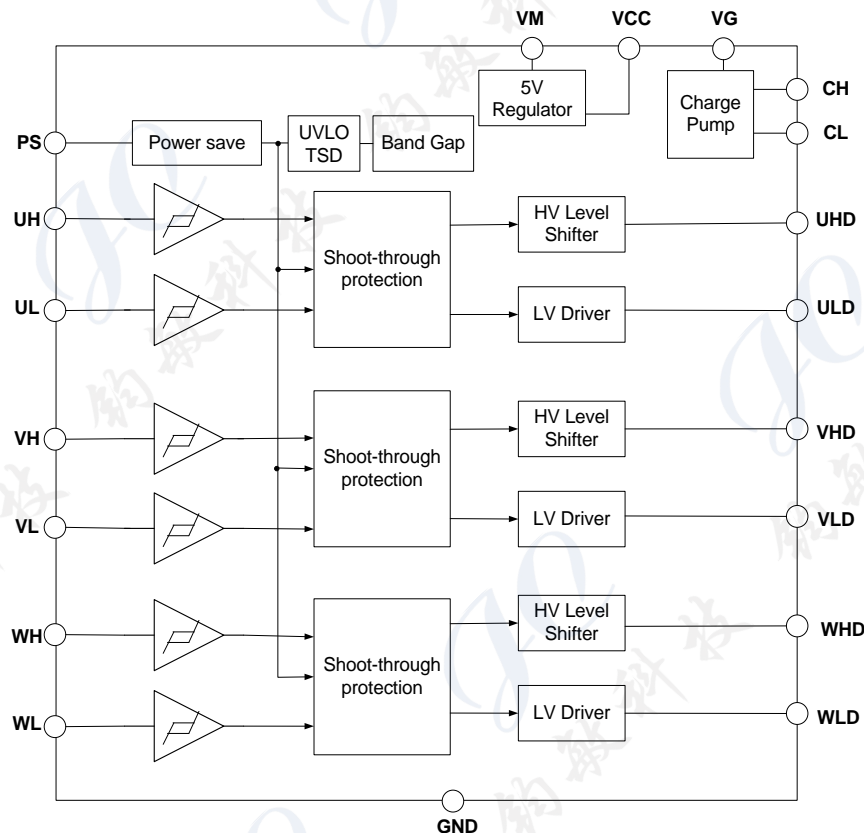 VM
VCC
VG
5V
Regulator
Charge
Pump
CH
CL
PS
Power save
UVLO
TSD
Band Gap
UH
Shoot-through
protection
HV Level
Shifter
UHD
UL
LV Driver
ULD
VH
Shoot-through
protection
HV Level
Shifter
VHD
VL
LV Driver
VLD
WH
Shoot-through
protection
HV Level
Shifter
WHD
WL
LV Driver
WLD
GND